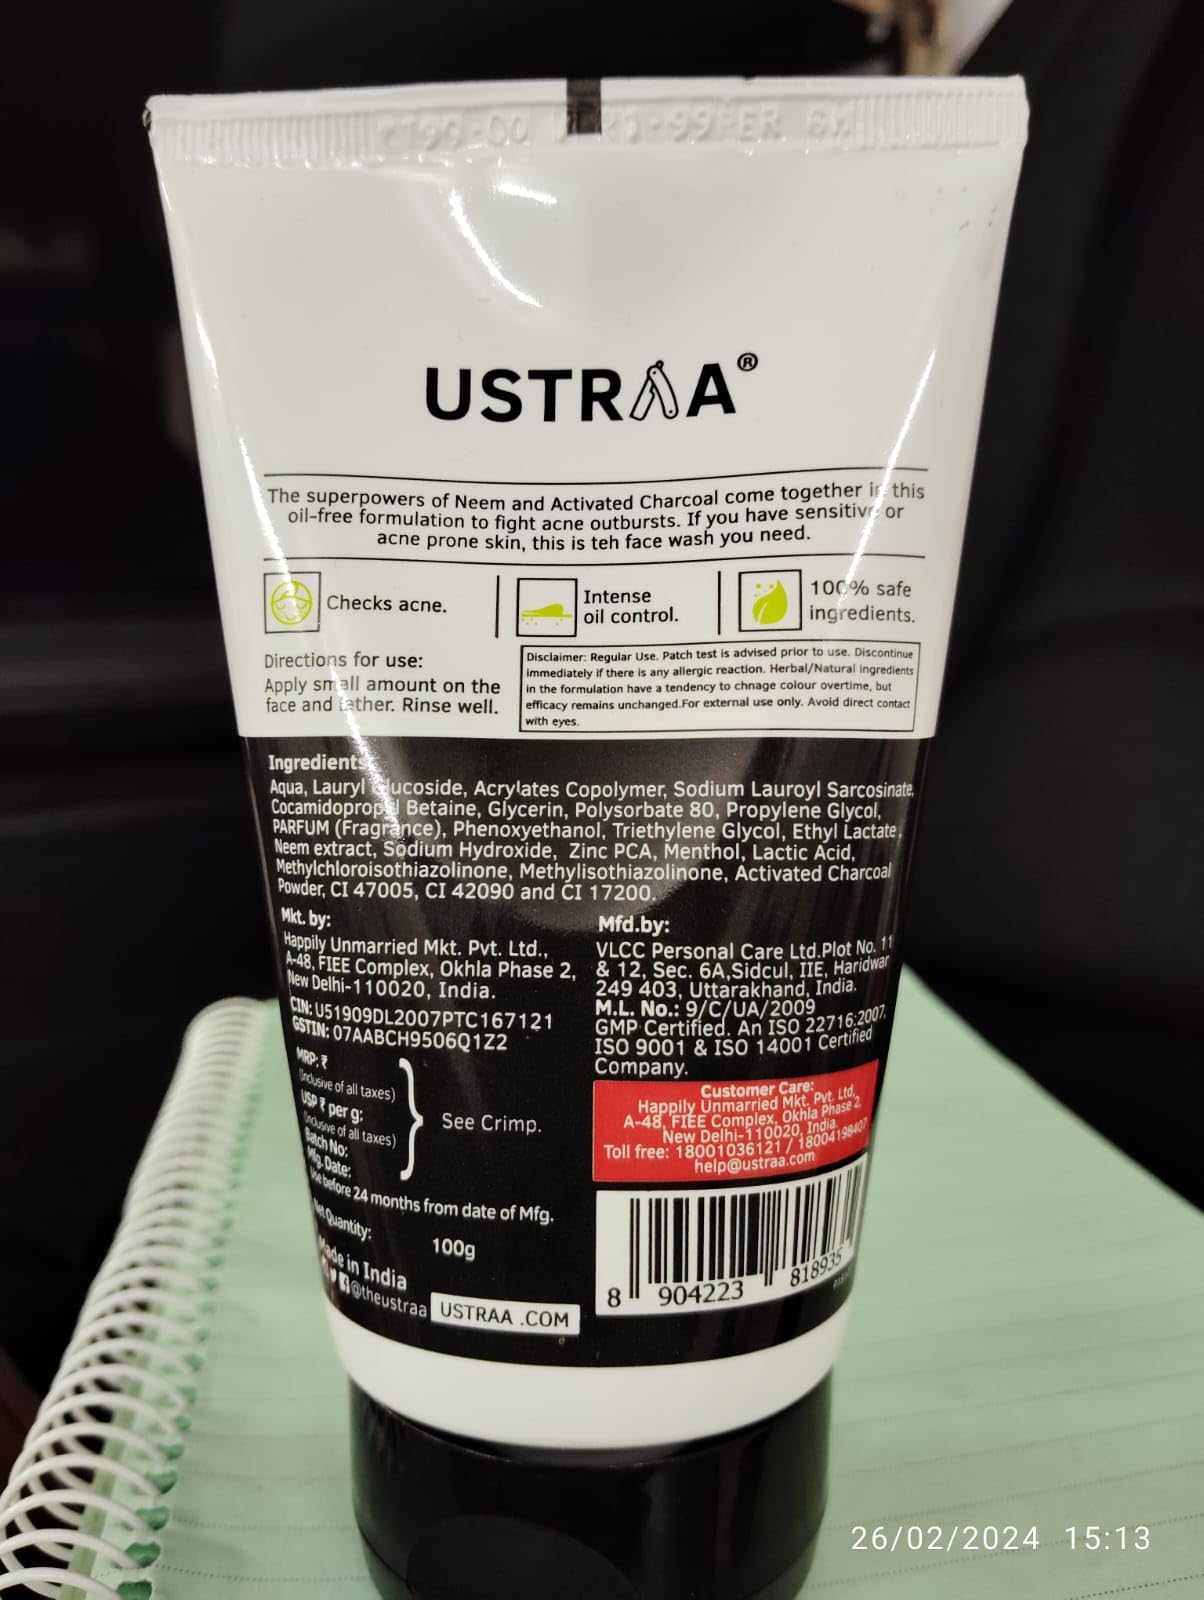 ₹199.00 ₹1.99 PER GM
USTRAA®
The superpowers of Neem and Activated Charcoal come together in this
oil-free formulation to fight acne outbursts. If you have sensitive or
acne prone skin, this is teh face wash you need.
Checks acne.
Intense
oil control.
100% safe
ingredients.
Directions for use:
Apply small amount on the
face and lather. Rinse well.
Disclaimer: Regular Use. Patch test is advised prior to use. Discontinue
immediately if there is any allergic reaction. Herbal/Natural ingredients
in the formulation have a tendency to chnage colour overtime, but
efficacy remains unchanged.For external use only. Avoid direct contact
with eyes.
Ingredients
Aqua, Lauryl Glucoside, Acrylates Copolymer, Sodium Lauroyl Sarcosinate,
Cocamidopropyl Betaine, Glycerin, Polysorbate 80, Propylene Glycol,
PARFUM (Fragrance), Phenoxyethanol, Triethylene Glycol, Ethyl Lactate,
Neem extract, Sodium Hydroxide, Zinc PCA, Menthol, Lactic Acid,
Methylchloroisothiazolinone, Methylisothiazolinone, Activated Charcoal
Powder, CI 47005, CI 42090 and CI 17200.
Mkt. by:
Happily Unmarried Mkt. Pvt. Ltd.,
A-48, FIEE Complex, Okhla Phase 2,
New Delhi-110020, India.
CIN: U51909DL2007PTC167121
GSTIN: 07AABCH9506Q1Z2
MRP: ₹
(Inclusive of all taxes)
USP ₹ per g:
(Inclusive of all taxes)
Batch No:
Mfg. Date:
See Crimp.
Use before 24 months from date of Mfg.
Net Quantity:
100g
Made in India
@theustraa
USTRAA .COM
Mfd.by:
VLCC Personal Care Ltd.Plot No. 11
& 12, Sec. 6A,Sidcul, IIE, Haridwar
249 403, Uttarakhand, India.
M.L. No.: 9/C/UA/2009
GMP Certified. An ISO 22716:2007,
ISO 9001 & ISO 14001 Certified
Company.
Customer Care:
Happily Unmarried Mkt. Pvt. Ltd.
A-48, FIEE Complex, Okhla Phase 2,
New Delhi-110020, India.
Toll free: 18001036121 / 18004198407
help@ustraa.com
8 904223 818935
26/02/2024 15:13